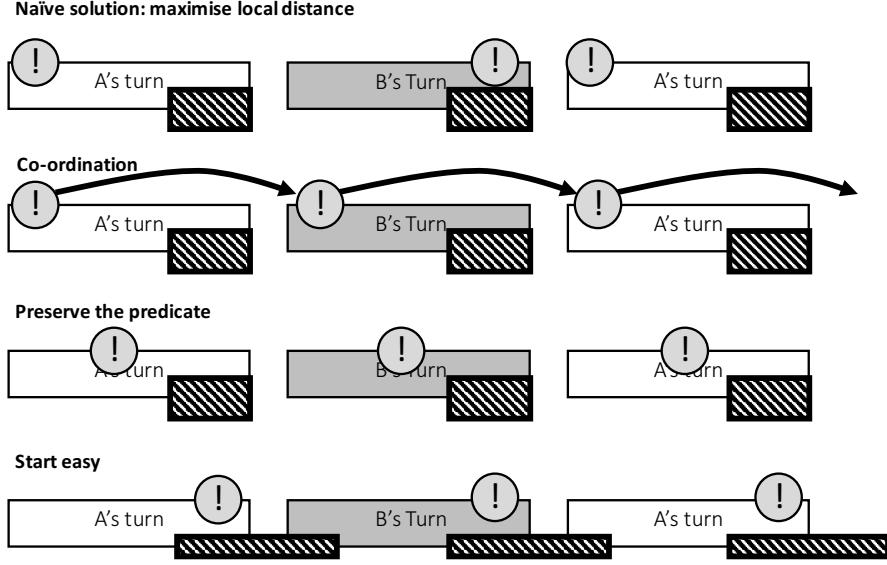 Naïve solution: maximise local distance
! ! !
A's turn B's Turn A's turn
Co-ordination
! ! !
A's turn B's Turn A's turn
Preserve the predicate
! ! !
A's turn B's Turn A's turn
Start easy
! ! !
A's turn B's Turn A's turn